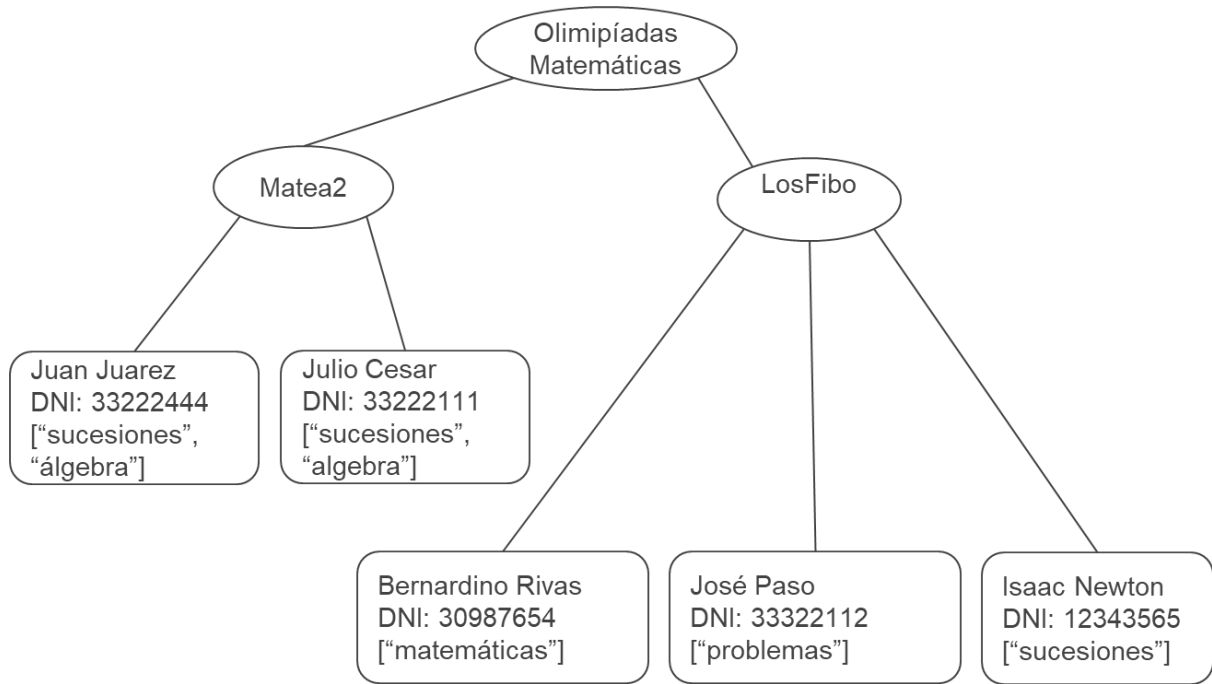 Olimipíadas
Matemáticas
Matea2
LosFibo
Juan Juarez
DNI: 33222444
[“sucesiones”,
“álgebra”]
Julio Cesar
DNI: 33222111
[“sucesiones”,
“algebra”]
Bernardino Rivas
DNI: 30987654
[“matemáticas”]
José Paso
DNI: 33322112
[“problemas”]
Isaac Newton
DNI: 12343565
[“sucesiones”]